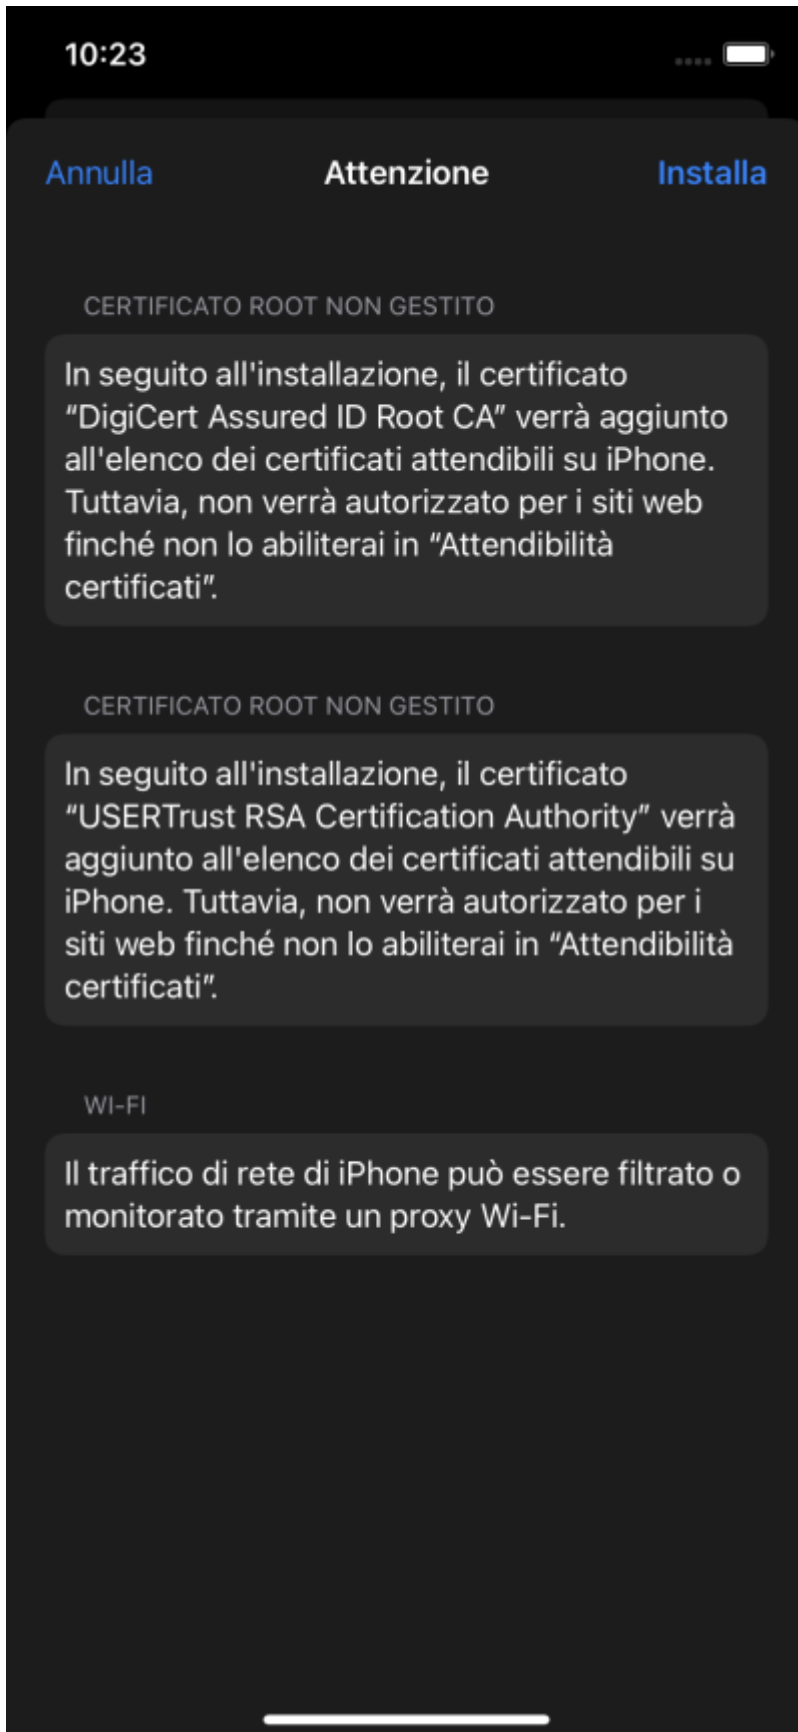 10:23
Annulla Attenzione Installa
CERTIFICATO ROOT NON GESTITO
In seguito all'installazione, il certificato
“DigiCert Assured ID Root CA” verrà aggiunto
all'elenco dei certificati attendibili su iPhone.
Tuttavia, non verrà autorizzato per i siti web
finché non lo abiliterai in “Attendibilità
certificati”.
CERTIFICATO ROOT NON GESTITO
In seguito all'installazione, il certificato
“USERTrust RSA Certification Authority” verrà
aggiunto all'elenco dei certificati attendibili su
iPhone. Tuttavia, non verrà autorizzato per i
siti web finché non lo abiliterai in “Attendibilità
certificati”.
WI-FI
Il traffico di rete di iPhone può essere filtrato o
monitorato tramite un proxy Wi-Fi.